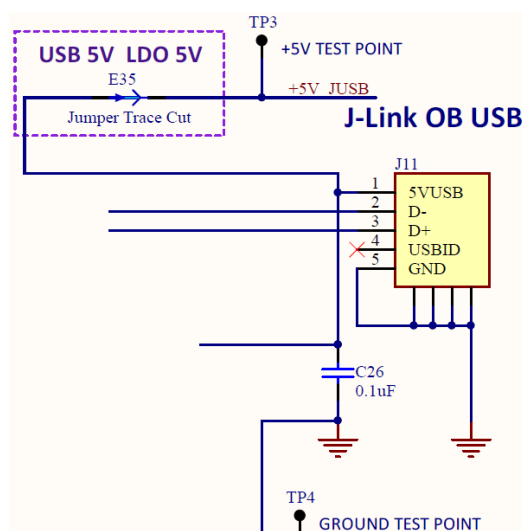 TP3
USB 5V LDO 5V
+5V TEST POINT
E35
+5V_JUSB
Jumper Trace Cut
J-Link OB USB
J11
1 5VUSB
2 D-
3 D+
4 USBID
5 GND
C26
0.1uF
TP4
GROUND TEST POINT